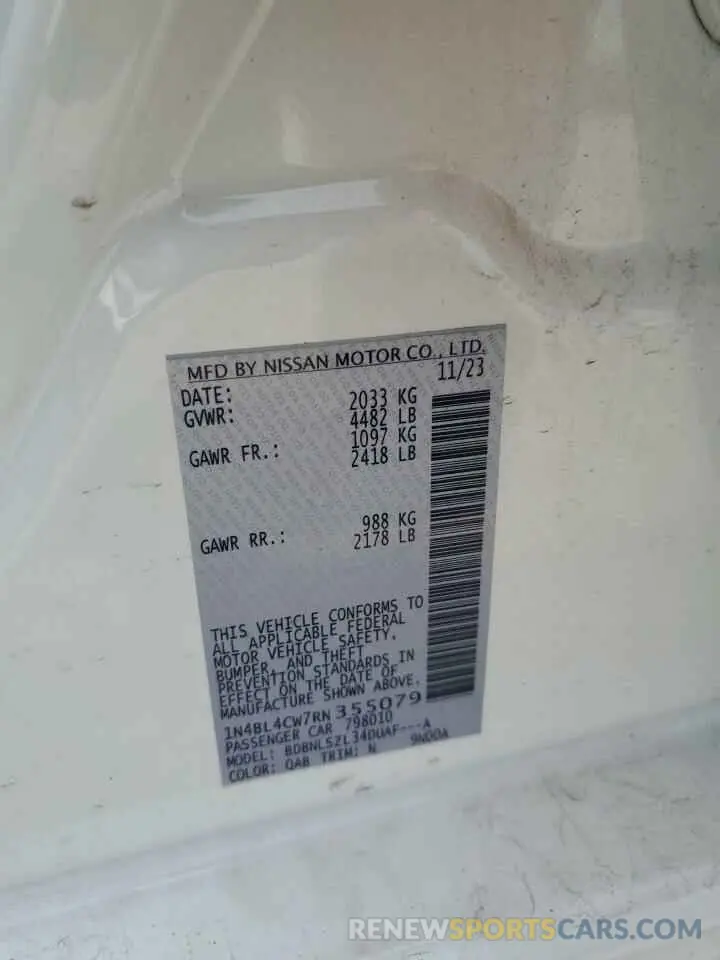 MFD BY NISSAN MOTOR CO., LTD.
DATE: 11/23
GVWR: 2033 KG
4482 LB
GAWR FR.: 1097 KG
2418 LB
GAWR RR.: 988 KG
2178 LB
THIS VEHICLE CONFORMS TO
ALL APPLICABLE FEDERAL
MOTOR VEHICLE SAFETY,
BUMPER, AND THEFT
PREVENTION STANDARDS IN
EFFECT ON THE DATE OF
MANUFACTURE SHOWN ABOVE.
1N4BL4CW7RN355079
PASSENGER CAR 798010
MODEL: BDBNLSZL34DUAF---A
COLOR: QAB TRIM: N 9N00A
RENEWSPORTSCARS.COM